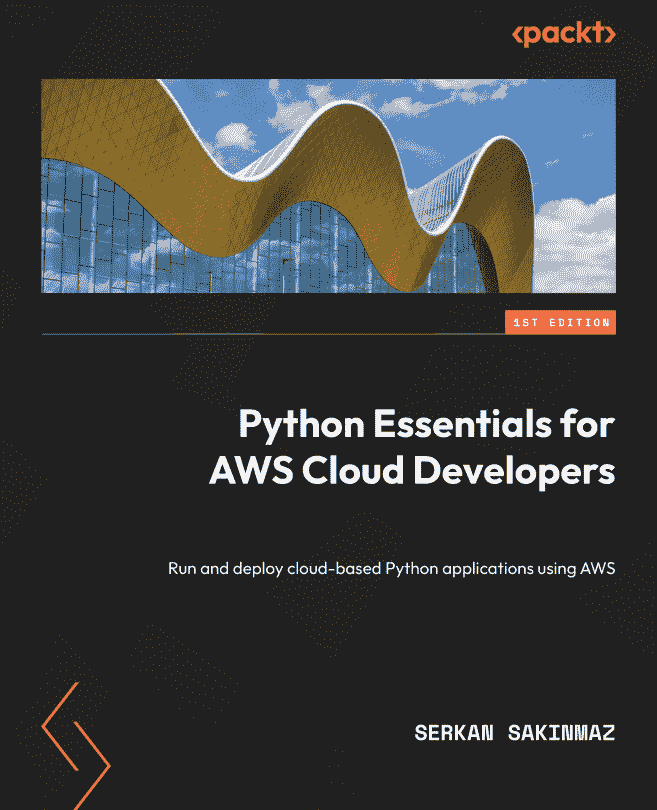 <packt>
1ST EDITION
Python Essentials for
AWS Cloud Developers
Run and deploy cloud-based Python applications using AWS
SERKAN SAKINMAZ